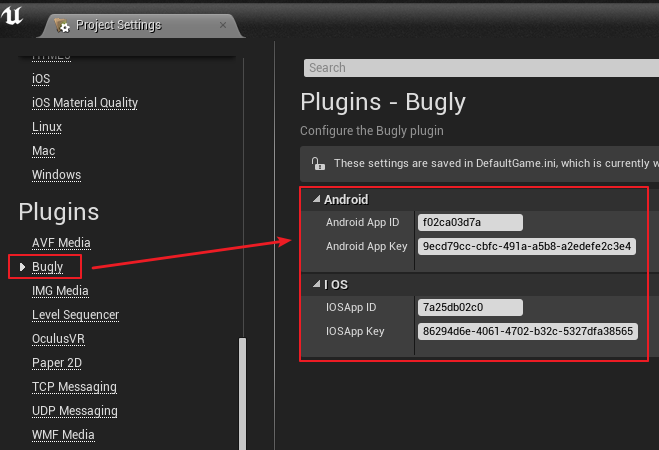 Project Settings
HTML5
iOS
iOS Material Quality
Linux
Mac
Windows
Plugins
AVF Media
Bugly
IMG Media
Level Sequencer
OculusVR
Paper 2D
TCP Messaging
UDP Messaging
WMF Media
Search
Plugins - Bugly
Configure the Bugly plugin
These settings are saved in DefaultGame.ini, which is currently w
Android
Android App ID f02ca03d7a
Android App Key 9ecd79cc-cbfc-491a-a5b8-a2edefe2c3e4
I OS
IOSApp ID 7a25db02c0
IOSApp Key 86294d6e-4061-4702-b32c-5327dfa38565